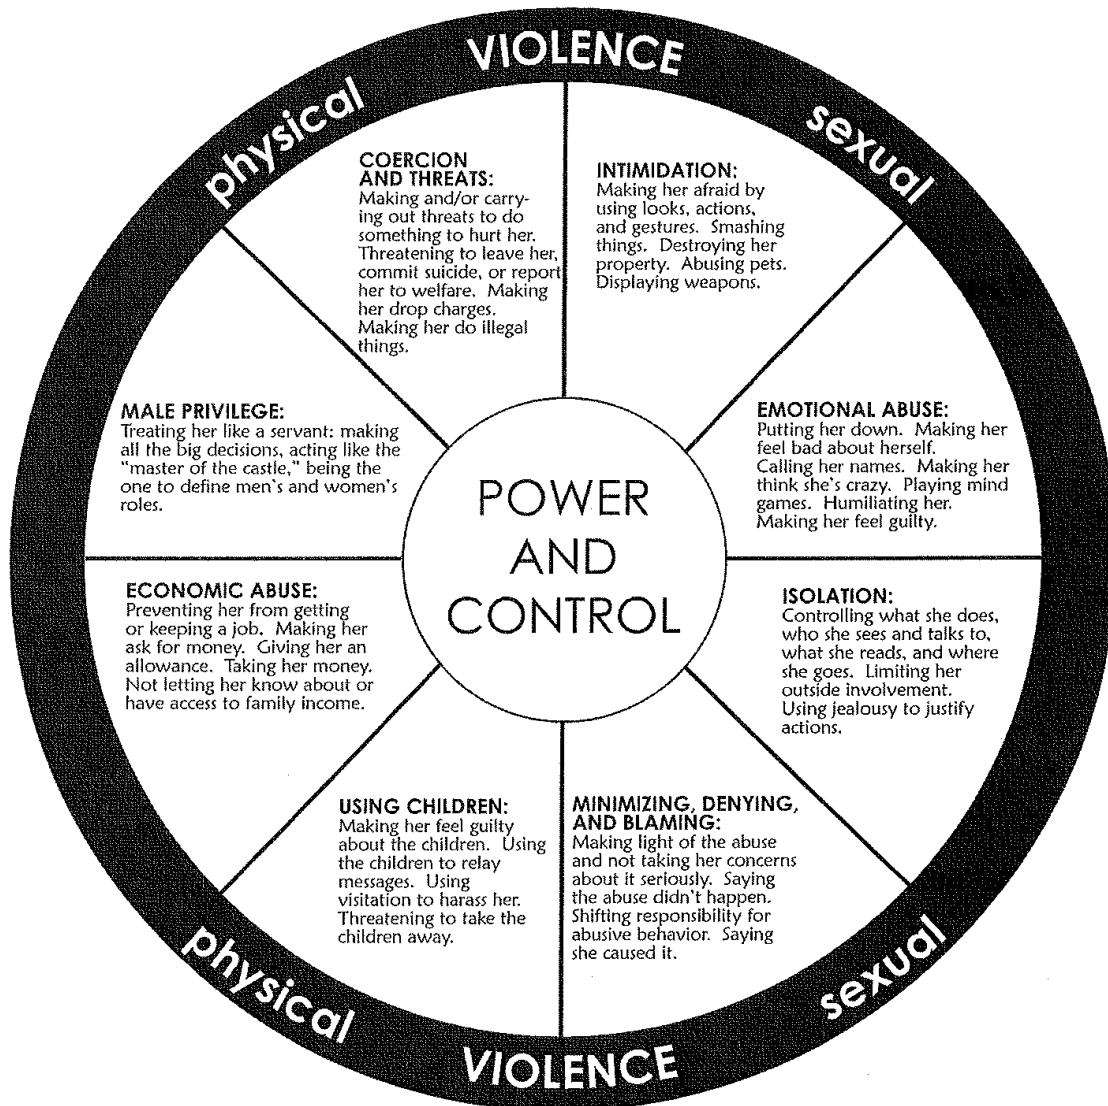 VIOLENCE
physical
sexual
COERCION
AND THREATS:
Making and/or carry-
ing out threats to do
something to hurt her.
Threatening to leave her,
commit suicide, or report
her to welfare. Making
her drop charges.
Making her do illegal
things.
INTIMIDATION:
Making her afraid by
using looks, actions,
and gestures. Smashing
things. Destroying her
property. Abusing pets.
Displaying weapons.
MALE PRIVILEGE:
Treating her like a servant: making
all the big decisions, acting like the
"master of the castle," being the
one to define men's and women's
roles.
EMOTIONAL ABUSE:
Putting her down. Making her
feel bad about herself.
Calling her names. Making her
think she's crazy. Playing mind
games. Humiliating her.
Making her feel guilty.
POWER
AND
CONTROL
ECONOMIC ABUSE:
Preventing her from getting
or keeping a job. Making her
ask for money. Giving her an
allowance. Taking her money.
Not letting her know about or
have access to family income.
ISOLATION:
Controlling what she does,
who she sees and talks to,
what she reads, and where
she goes. Limiting her
outside involvement.
Using jealousy to justify
actions.
USING CHILDREN:
Making her feel guilty
about the children. Using
the children to relay
messages. Using
visitation to harass her.
Threatening to take the
children away.
MINIMIZING, DENYING,
AND BLAMING:
Making light of the abuse
and not taking her concerns
about it seriously. Saying
the abuse didn't happen.
Shifting responsibility for
abusive behavior. Saying
she caused it.
physical
sexual
VIOLENCE